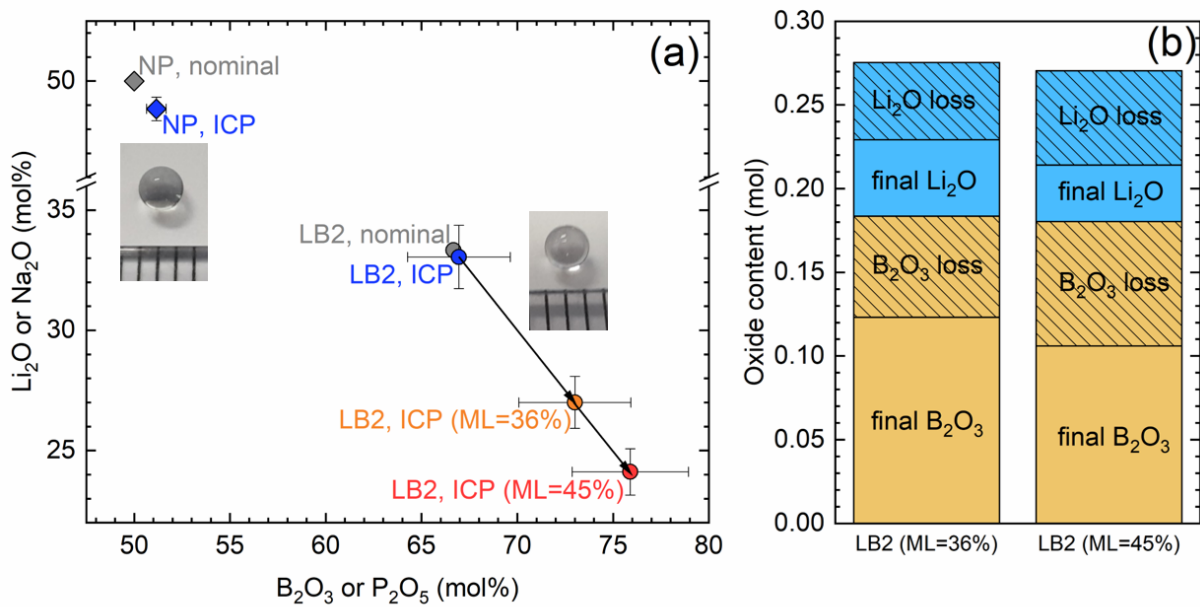 (a)
NP, nominal
NP, ICP
LB2, nominal
LB2, ICP
LB2, ICP (ML=36%)
LB2, ICP (ML=45%)
Li₂O or Na₂O (mol%)
50
35
30
25
50
55
60
65
70
75
80
B₂O₃ or P₂O₅ (mol%)
(b)
Oxide content (mol)
0.30
0.25
0.20
0.15
0.10
0.05
0.00
Li₂O loss
final Li₂O
B₂O₃ loss
final B₂O₃
Li₂O loss
final Li₂O
B₂O₃ loss
final B₂O₃
LB2 (ML=36%)
LB2 (ML=45%)